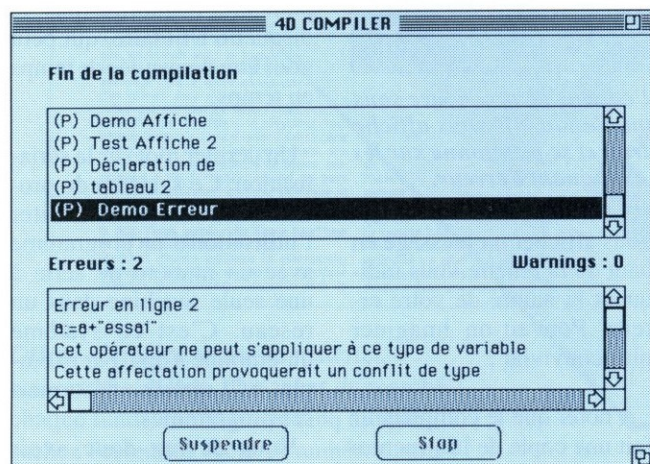 4D COMPILER
Fin de la compilation
(P) Demo Affiche
(P) Test Affiche 2
(P) Déclaration de
(P) tableau 2
(P) Demo Erreur
Erreurs : 2 Warnings : 0
Erreur en ligne 2
a:=a+"essai"
Cet opérateur ne peut s'appliquer à ce type de variable
Cette affectation provoquerait un conflit de type
Suspendre Stop